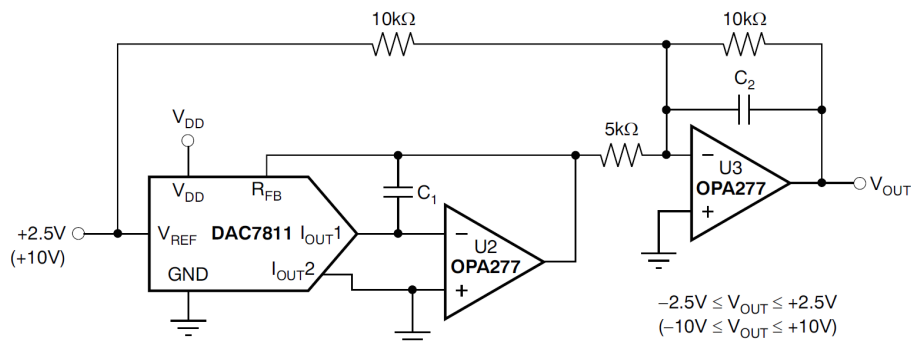 10kΩ
10kΩ
C2
VDD
5kΩ
U3
OPA277
VOUT
VDD
RFB
C1
+2.5V
(+10V)
VREF
DAC7811
IOUT1
U2
OPA277
IOUT2
GND
−
+
−
+
−2.5V ≤ VOUT ≤ +2.5V
(−10V ≤ VOUT ≤ +10V)